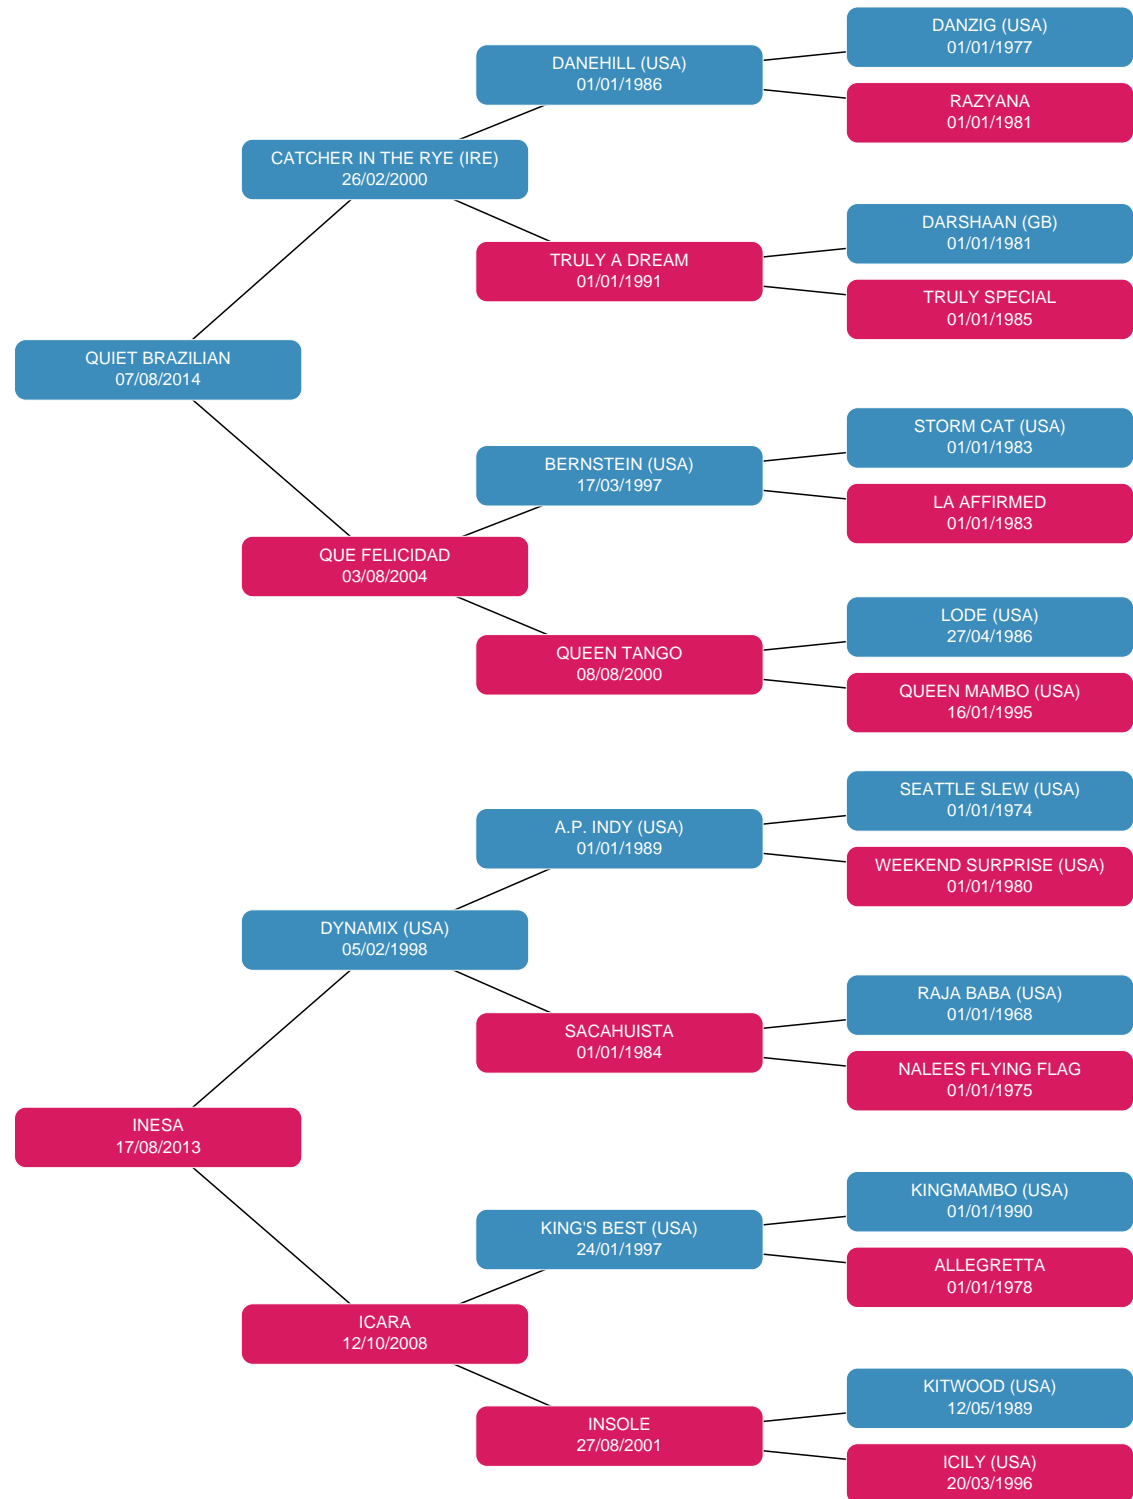 DANZIG (USA)
01/01/1977
DANEHILL (USA)
01/01/1986
RAZYANA
01/01/1981
CATCHER IN THE RYE (IRE)
26/02/2000
DARSHAAN (GB)
01/01/1981
TRULY A DREAM
01/01/1991
TRULY SPECIAL
01/01/1985
QUIET BRAZILIAN
07/08/2014
STORM CAT (USA)
01/01/1983
BERNSTEIN (USA)
17/03/1997
LA AFFIRMED
01/01/1983
QUE FELICIDAD
03/08/2004
LODE (USA)
27/04/1986
QUEEN TANGO
08/08/2000
QUEEN MAMBO (USA)
16/01/1995
SEATTLE SLEW (USA)
01/01/1974
A.P. INDY (USA)
01/01/1989
WEEKEND SURPRISE (USA)
01/01/1980
DYNAMIX (USA)
05/02/1998
RAJA BABA (USA)
01/01/1968
SACAHUISTA
01/01/1984
NALEES FLYING FLAG
01/01/1975
INESA
17/08/2013
KINGMAMBO (USA)
01/01/1990
KING'S BEST (USA)
24/01/1997
ALLEGRETTA
01/01/1978
ICARA
12/10/2008
KITWOOD (USA)
12/05/1989
INSOLE
27/08/2001
ICILY (USA)
20/03/1996